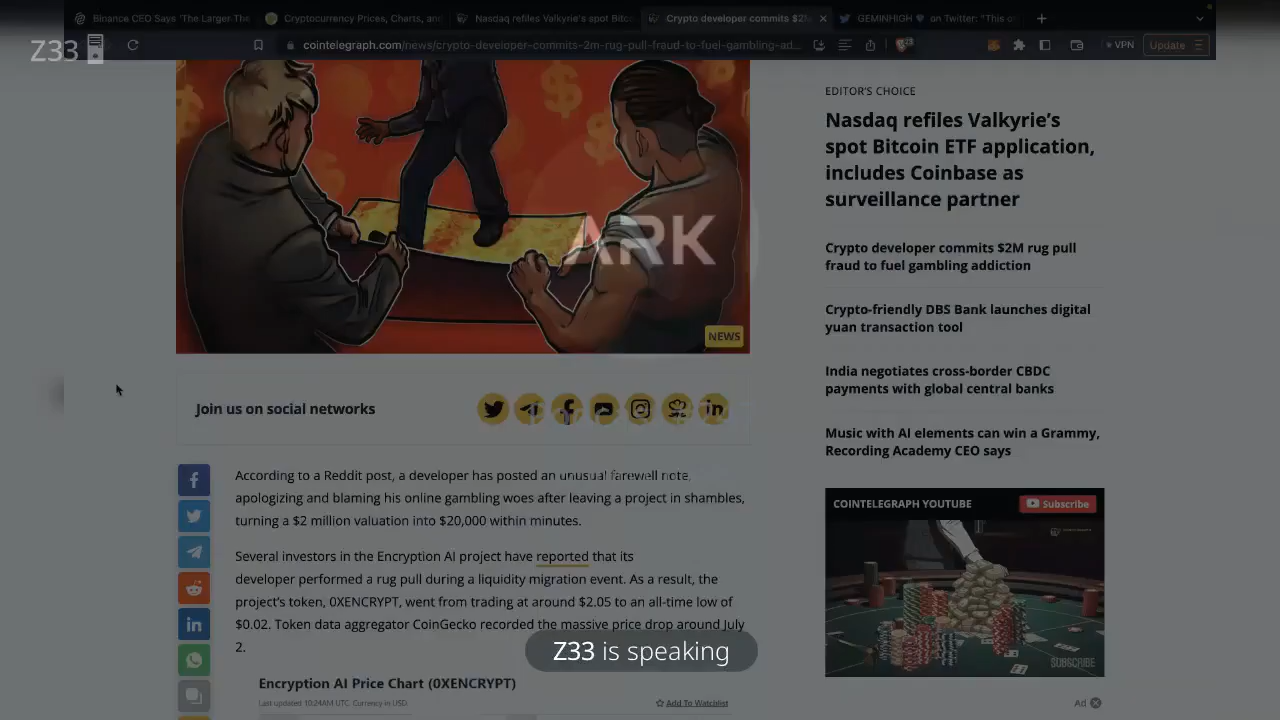 Binance CEO Says 'The Larger The
Cryptocurrency Prices, Charts, an
Nasdaq refiles Valkyrie's spot Bitc
Crypto developer commits $2M
GEMINHIGH on Twitter: "This o
Z33
cointelegraph.com/news/crypto-developer-commits-2m-rug-pull-fraud-to-fuel-gambling-ad...
VPN
Update
ARK
NEWS
Join us on social networks
According to a Reddit post, a developer has posted an unusual farewell note,
apologizing and blaming his online gambling woes after leaving a project in shambles,
turning a $2 million valuation into $20,000 within minutes.
Several investors in the Encryption AI project have reported that its
developer performed a rug pull during a liquidity migration event. As a result, the
project's token, 0XENCRYPT, went from trading at around $2.05 to an all-time low of
$0.02. Token data aggregator CoinGecko recorded the massive price drop around July
2.
Encryption AI Price Chart (0XENCRYPT)
Last updated 10:24AM UTC. Currency in USD.
Add To Watchlist
EDITOR'S CHOICE
Nasdaq refiles Valkyrie's
spot Bitcoin ETF application,
includes Coinbase as
surveillance partner
Crypto developer commits $2M rug pull
fraud to fuel gambling addiction
Crypto-friendly DBS Bank launches digital
yuan transaction tool
India negotiates cross-border CBDC
payments with global central banks
Music with AI elements can win a Grammy,
Recording Academy CEO says
COINTELEGRAPH YOUTUBE
Subscribe
SUBSCRIBE
Ad
Z33 is speaking